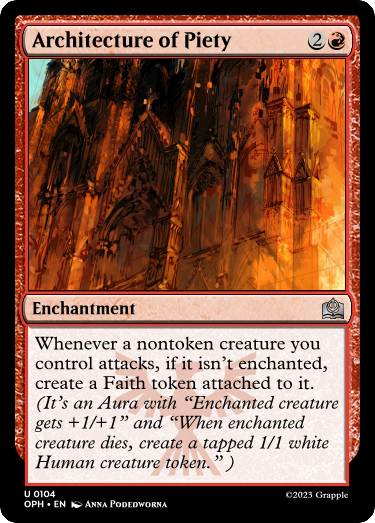 Architecture of Piety 2
Enchantment
Whenever a nontoken creature you
control attacks, if it isn't enchanted,
create a Faith token attached to it.
(It's an Aura with “Enchanted creature
gets +1/+1” and “When enchanted
creature dies, create a tapped 1/1 white
Human creature token.” )
U 0104
OPH • EN Anna Podedworna
©2023 Grapple